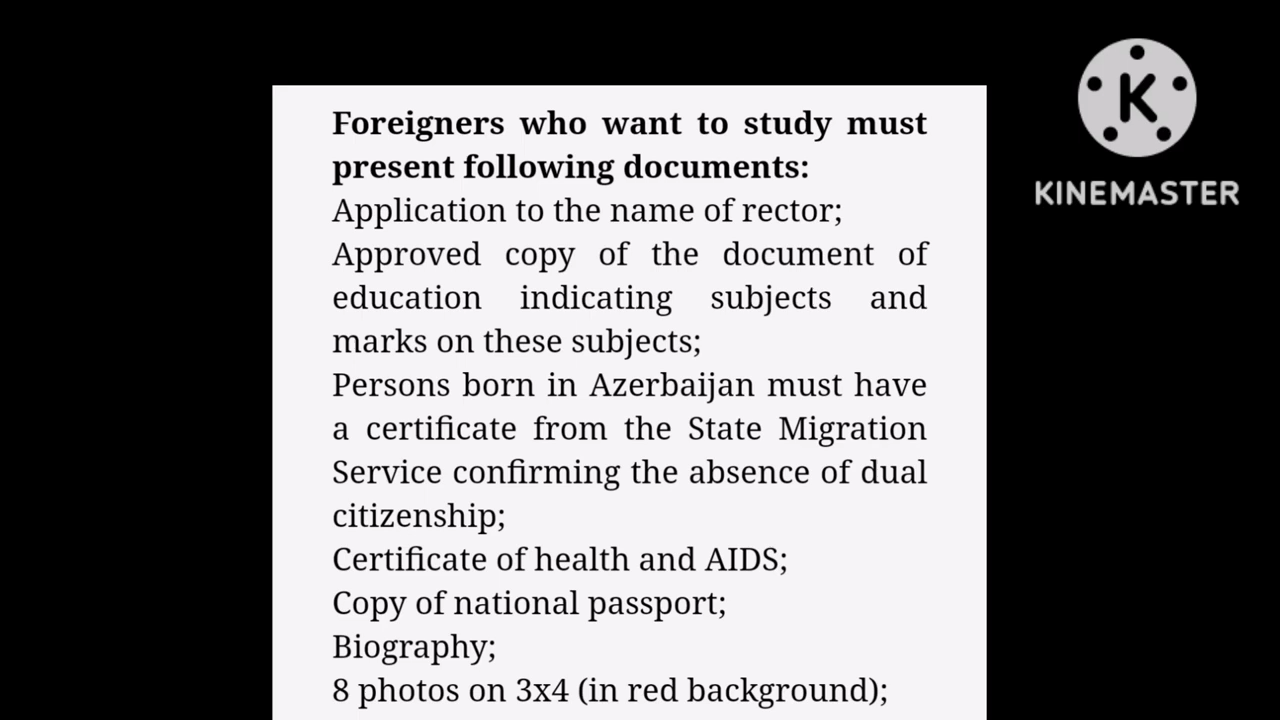 Foreigners who want to study must
present following documents:
Application to the name of rector;
Approved copy of the document of
education indicating subjects and
marks on these subjects;
Persons born in Azerbaijan must have
a certificate from the State Migration
Service confirming the absence of dual
citizenship;
Certificate of health and AIDS;
Copy of national passport;
Biography;
8 photos on 3x4 (in red background);
K
KINEMASTER